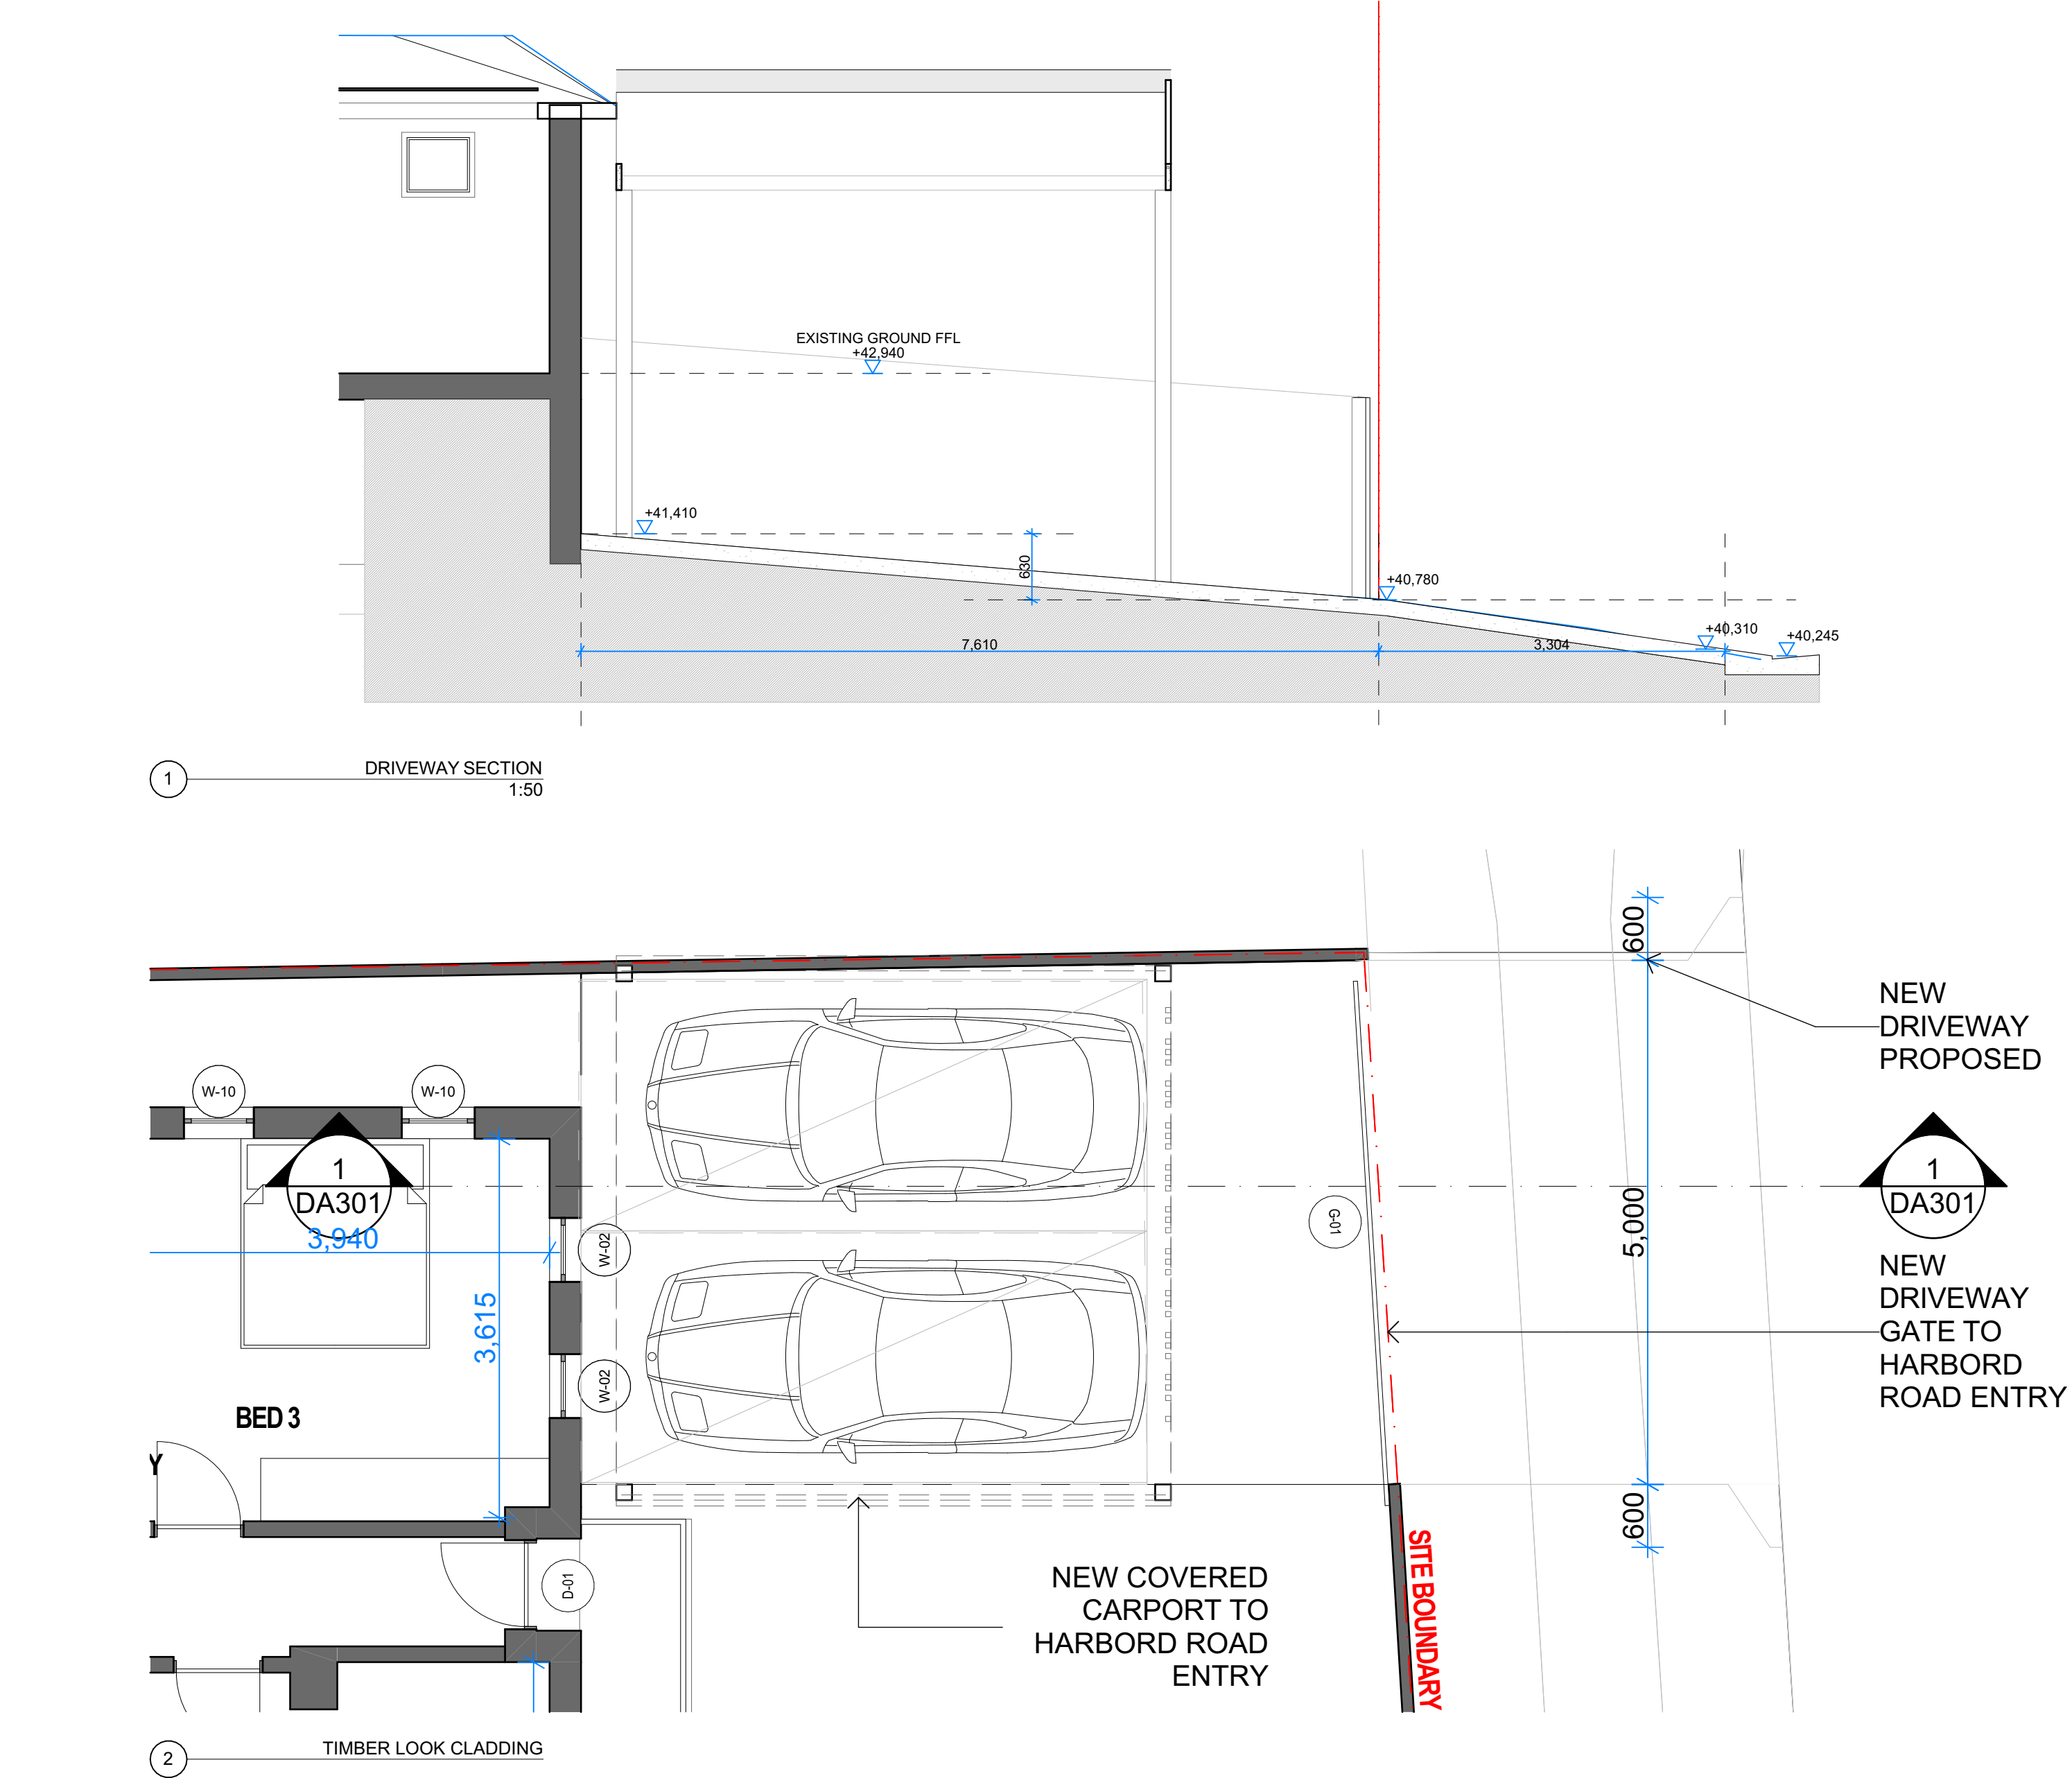 EXISTING GROUND FFL
+42,940
+41,410
630
+40,780
+40,310
+40,245
7,610
3,304
1
DRIVEWAY SECTION
1:50
600
NEW
DRIVEWAY
PROPOSED
W-10
W-10
1
DA301
1
DA301
3,940
5,000
G-01
W-02
NEW
DRIVEWAY
GATE TO
HARBORD
ROAD ENTRY
3,615
W-02
BED 3
Y
600
SITE BOUNDARY
D-01
NEW COVERED
CARPORT TO
HARBORD ROAD
ENTRY
2
TIMBER LOOK CLADDING